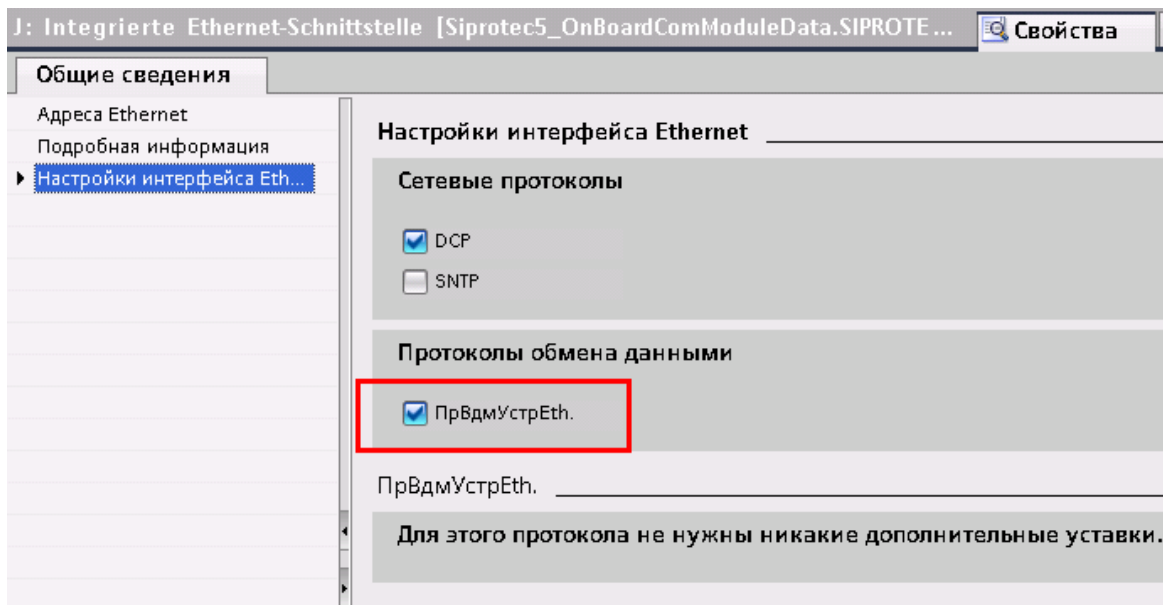 J: Integrierte Ethernet-Schnittstelle [Siprotec5_OnBoardComModuleData.SIPROTE... Свойства
Общие сведения
Адреса Ethernet
Подробная информация
Настройки интерфейса Eth...
Настройки интерфейса Ethernet
Сетевые протоколы
DCP
SNTP
Протоколы обмена данными
ПрВдмУстрEth.
ПрВдмУстрEth.
Для этого протокола не нужны никакие дополнительные уставки.